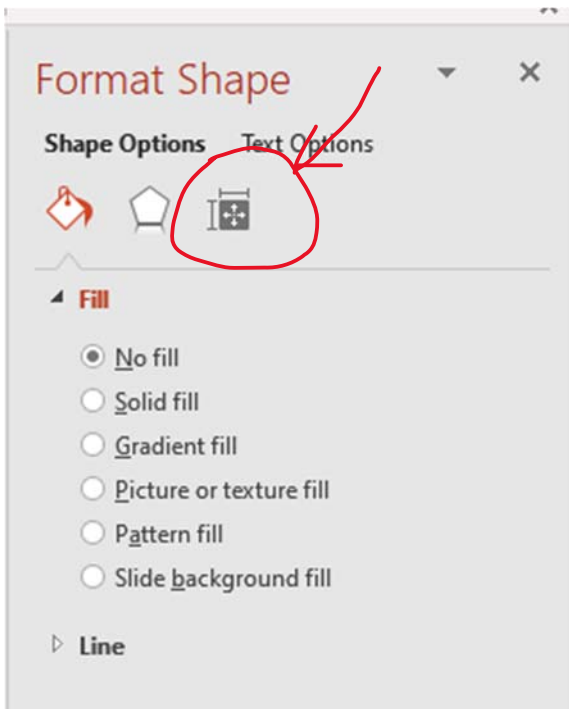 Format Shape
Shape Options Text Options
Fill
No fill
Solid fill
Gradient fill
Picture or texture fill
Pattern fill
Slide background fill
Line